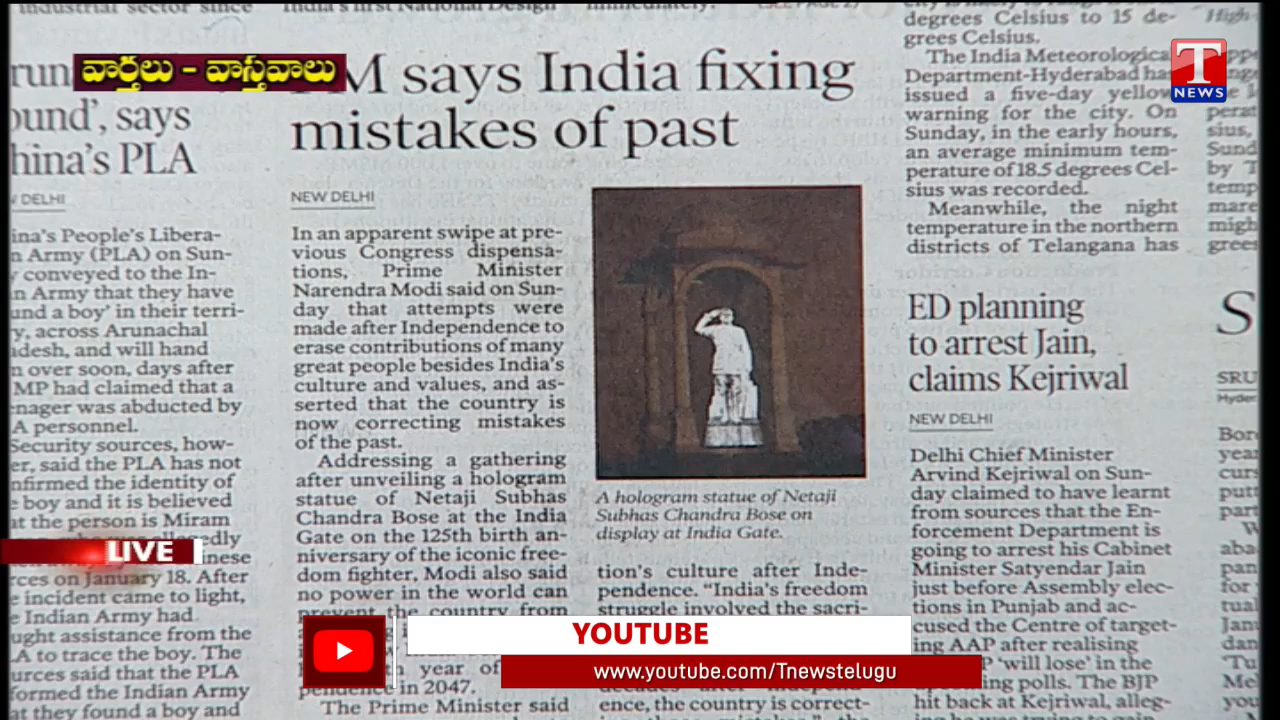 industrial sector since
India's first National Design
immediately.
వార్తలు - వాస్తవాలు
ound', says
hina's PLA
DELHI
ina's People's Libera-
n Army (PLA) on Sun-
y conveyed to the In-
n Army that they have
und a boy' in their terri-
y, across Arunachal
desh, and will hand
n over soon, days after
MP had claimed that a
nager was abducted by
A personnel.
Security sources, how-
er, said the PLA has not
nfirmed the identity of
e boy and it is believed
at the person is Miram
rces on January 18. After
e incident came to light,
e Indian Army had
ught assistance from the
A to trace the boy. The
urces said that the PLA
formed the Indian Army
at they found a boy and
M says India fixing
mistakes of past
NEW DELHI
In an apparent swipe at pre-
vious Congress dispensa-
tions, Prime Minister
Narendra Modi said on Sun-
day that attempts were
made after Independence to
erase contributions of many
great people besides India's
culture and values, and as-
serted that the country is
now correcting mistakes
of the past.
Addressing a gathering
after unveiling a hologram
statue of Netaji Subhas
Chandra Bose at the India
Gate on the 125th birth an-
niversary of the iconic free-
dom fighter, Modi also said
no power in the world can
prevent the country from
year of
pendence in 2047.
The Prime Minister said
A hologram statue of Netaji
Subhas Chandra Bose on
display at India Gate.
tion's culture after Inde-
pendence. "India's freedom
struggle involved the sacri-
ence, the country is correct-
degrees Celsius to 15 de-
grees Celsius.
The India Meteorological
Department-Hyderabad has
issued a five-day yellow
warning for the city. On
Sunday, in the early hours,
an average minimum tem-
perature of 18.5 degrees Cel-
sius was recorded.
Meanwhile, the night
temperature in the northern
districts of Telangana has
ED planning
to arrest Jain,
claims Kejriwal
NEW DELHI
Delhi Chief Minister
Arvind Kejriwal on Sun-
day claimed to have learnt
from sources that the En-
forcement Department is
going to arrest his Cabinet
Minister Satyendar Jain
just before Assembly elec-
tions in Punjab and ac-
cused the Centre of target-
ing AAP after realising
'will lose' in the
polls. The BJP
hit back at Kejriwal, alleg-
T
NEWS
LIVE
YOUTUBE
www.youtube.com/Tnewstelugu